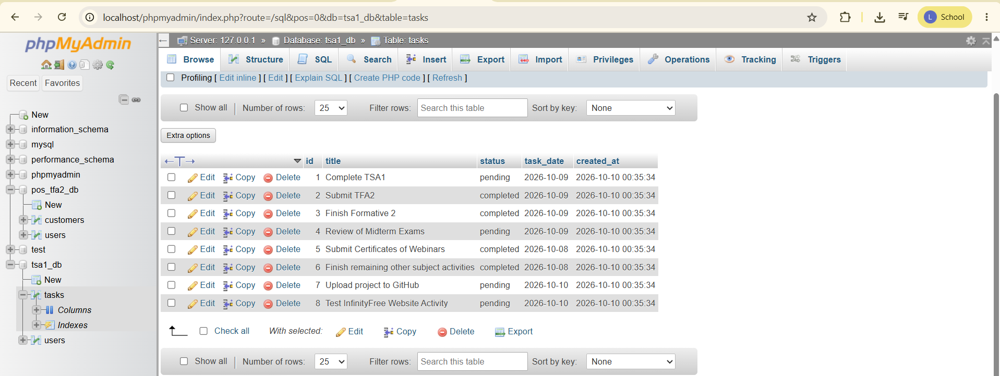 localhost/phpmyadmin/index.php?route=/sql&pos=0&db=tsa1_db&table=tasks
L School
phpMyAdmin
Recent Favorites
New
information_schema
mysql
performance_schema
phpmyadmin
pos_tfa2_db
New
customers
users
test
tsa1_db
New
tasks
Columns
Indexes
users
Server: 127.0.0.1 » Database: tsa1_db » Table: tasks
Browse Structure SQL Search Insert Export Import Privileges Operations Tracking Triggers
Profiling [ Edit inline ] [ Edit ] [ Explain SQL ] [ Create PHP code ] [ Refresh ]
Show all Number of rows: 25 Filter rows: Search this table Sort by key: None
Extra options
id title status task_date created_at
Edit Copy Delete 1 Complete TSA1 pending 2026-10-09 2026-10-10 00:35:34
Edit Copy Delete 2 Submit TFA2 completed 2026-10-09 2026-10-10 00:35:34
Edit Copy Delete 3 Finish Formative 2 completed 2026-10-09 2026-10-10 00:35:34
Edit Copy Delete 4 Review of Midterm Exams pending 2026-10-09 2026-10-10 00:35:34
Edit Copy Delete 5 Submit Certificates of Webinars completed 2026-10-08 2026-10-10 00:35:34
Edit Copy Delete 6 Finish remaining other subject activities completed 2026-10-08 2026-10-10 00:35:34
Edit Copy Delete 7 Upload project to GitHub pending 2026-10-10 2026-10-10 00:35:34
Edit Copy Delete 8 Test InfinityFree Website Activity pending 2026-10-10 2026-10-10 00:35:34
Check all With selected: Edit Copy Delete Export
Show all Number of rows: 25 Filter rows: Search this table Sort by key: None